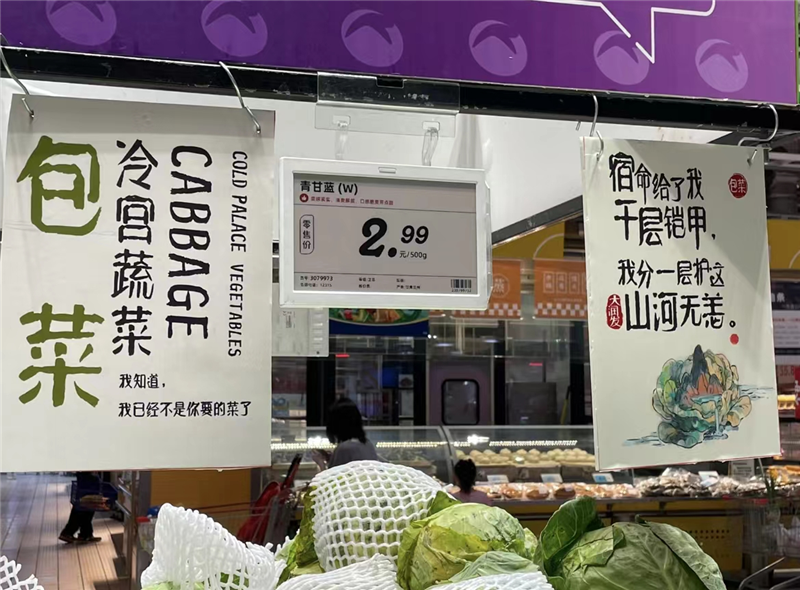 包菜
冷宫蔬菜
CABBAGE
COLD PALACE VEGETABLES
我知道，
我已经不是你要的菜了
青甘蓝 (W)
零售价
2.99
元/500g
宿命给了我
千层铠甲，
我分一层护这
山河无恙。
包菜
大润发